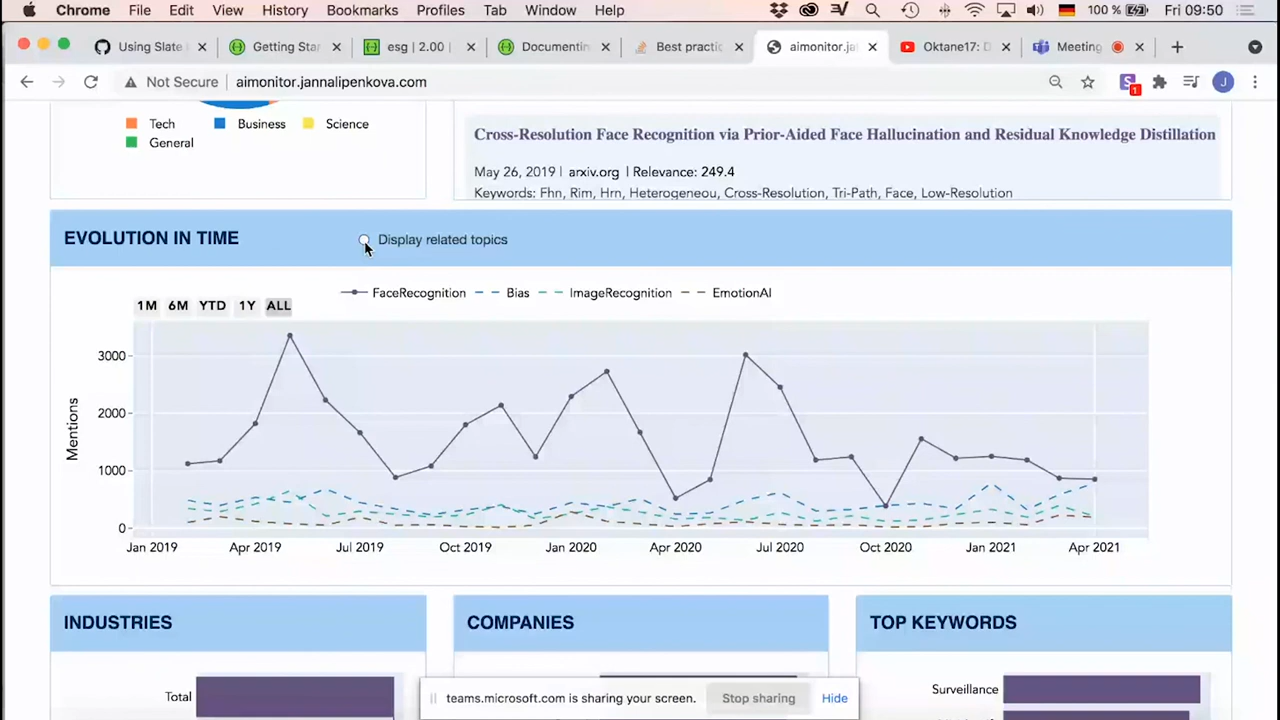 Chrome File Edit View History Bookmarks Profiles Tab Window Help 100 % Fri 09:50
Using Slate Getting Star esg | 2.00 | Documentin Best practic aimonitor.ja Oktane17: D Meeting
Not Secure aimonitor.jannalipenkova.com S 1 J
Tech Business Science
General
Cross-Resolution Face Recognition via Prior-Aided Face Hallucination and Residual Knowledge Distillation
May 26, 2019 | arxiv.org | Relevance: 249.4
Keywords: Fhn, Rim, Hrn, Heterogeneou, Cross-Resolution, Tri-Path, Face, Low-Resolution
EVOLUTION IN TIME Display related topics
FaceRecognition Bias ImageRecognition EmotionAI
1M 6M YTD 1Y ALL
3000
2000
1000
0
Mentions
Jan 2019 Apr 2019 Jul 2019 Oct 2019 Jan 2020 Apr 2020 Jul 2020 Oct 2020 Jan 2021 Apr 2021
INDUSTRIES COMPANIES TOP KEYWORDS
Total Surveillance
teams.microsoft.com is sharing your screen. Stop sharing Hide